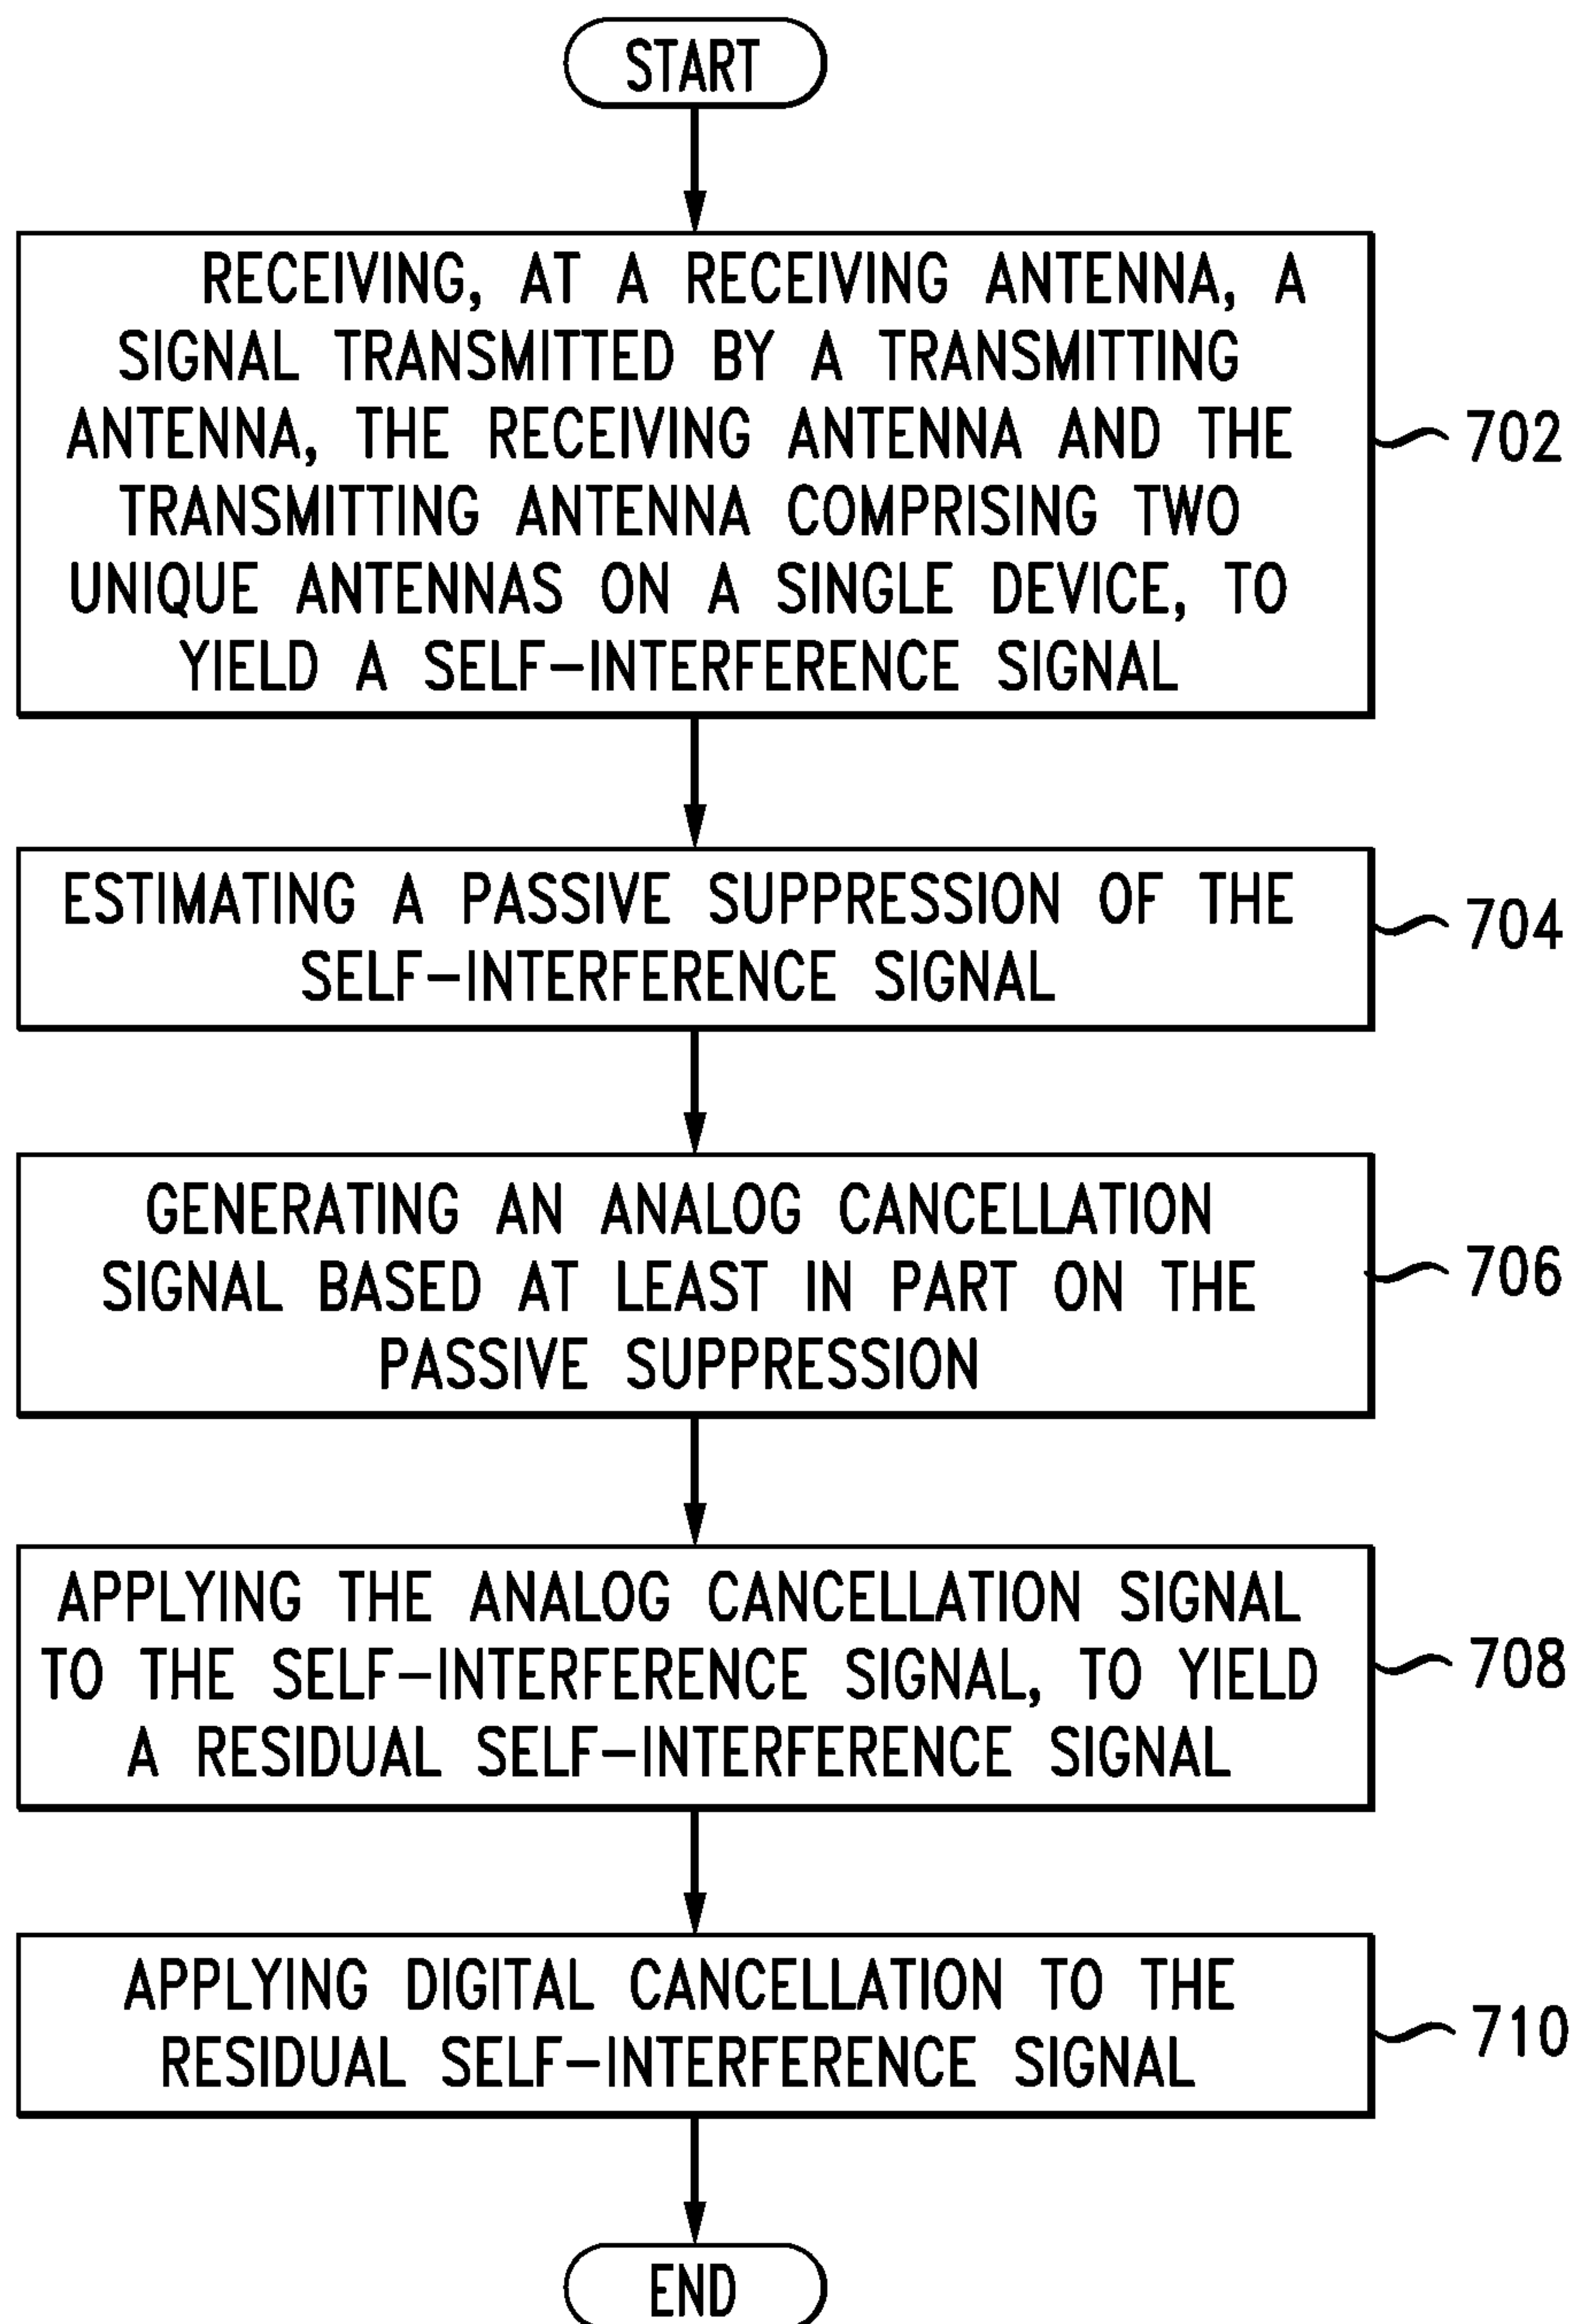 START
RECEIVING, AT A RECEIVING ANTENNA, A
SIGNAL TRANSMITTED BY A TRANSMITTING
ANTENNA, THE RECEIVING ANTENNA AND THE
TRANSMITTING ANTENNA COMPRISING TWO
UNIQUE ANTENNAS ON A SINGLE DEVICE, TO
YIELD A SELF-INTERFERENCE SIGNAL
702
ESTIMATING A PASSIVE SUPPRESSION OF THE
SELF-INTERFERENCE SIGNAL
704
GENERATING AN ANALOG CANCELLATION
SIGNAL BASED AT LEAST IN PART ON THE
PASSIVE SUPPRESSION
706
APPLYING THE ANALOG CANCELLATION SIGNAL
TO THE SELF-INTERFERENCE SIGNAL, TO YIELD
A RESIDUAL SELF-INTERFERENCE SIGNAL
708
APPLYING DIGITAL CANCELLATION TO THE
RESIDUAL SELF-INTERFERENCE SIGNAL
710
END